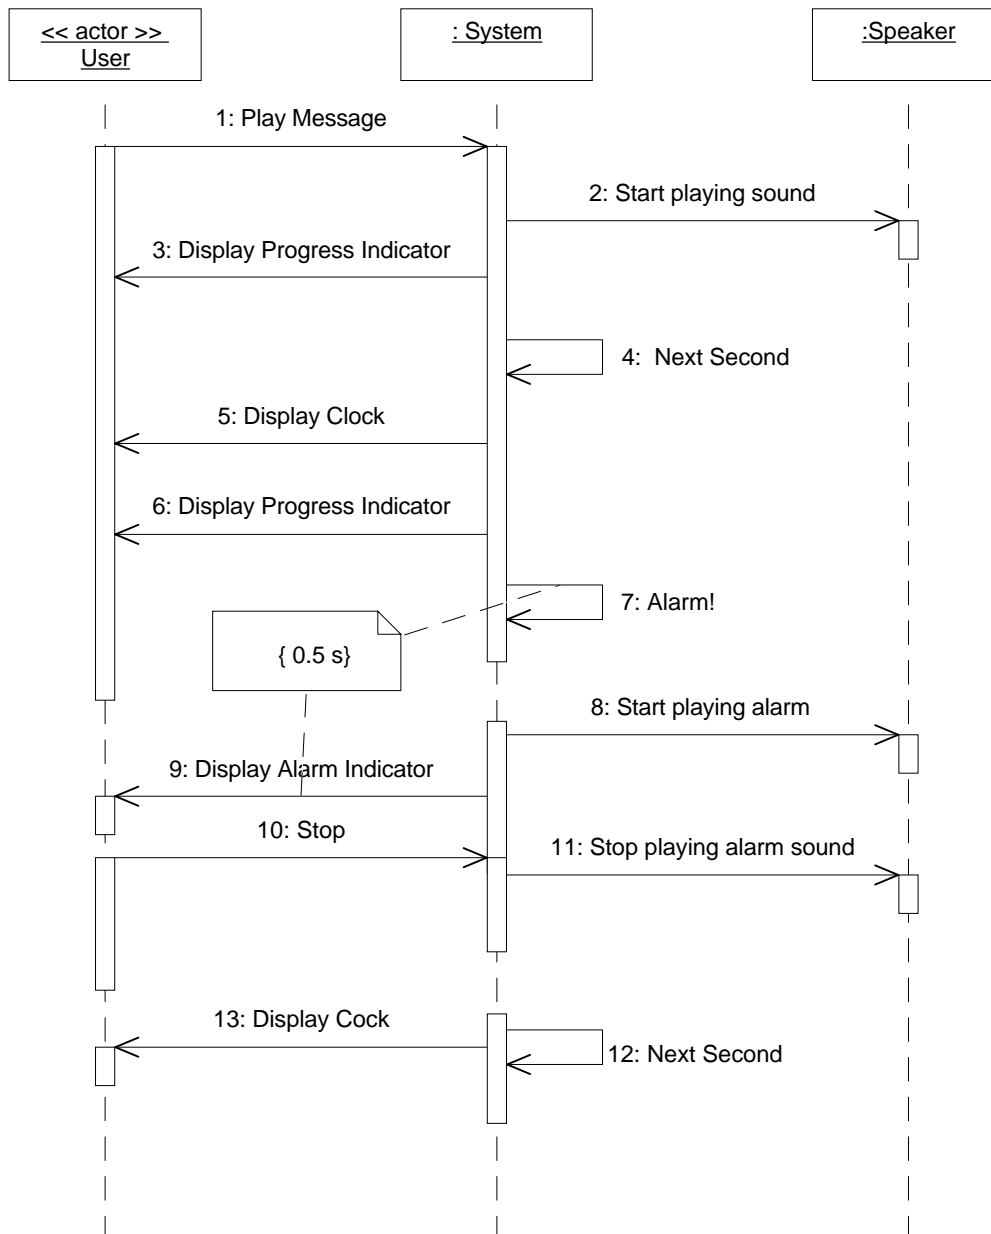 << actor >>
User
: System
:Speaker
1: Play Message
2: Start playing sound
3: Display Progress Indicator
4:  Next Second
5: Display Clock
6: Display Progress Indicator
7: Alarm!
{ 0.5 s}
8: Start playing alarm
9: Display Alarm Indicator
10: Stop
11: Stop playing alarm sound
13: Display Cock
12: Next Second